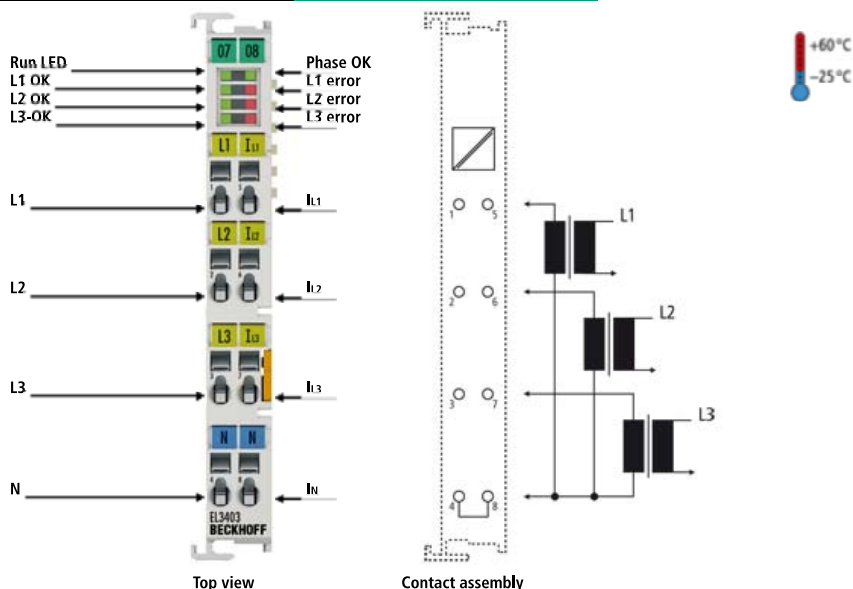 07 08
Run LED
L1 OK
L2 OK
L3-OK
Phase OK
L1 error
L2 error
L3 error
L1 IL1
L1
IL1
L2 IL2
L2
IL2
L3 IL3
L3
IL3
N N
N
IN
EL3403
BECKHOFF
Top view
1 5
2 6
3 7
4 8
L1
L2
L3
Contact assembly
+60°C
–25°C